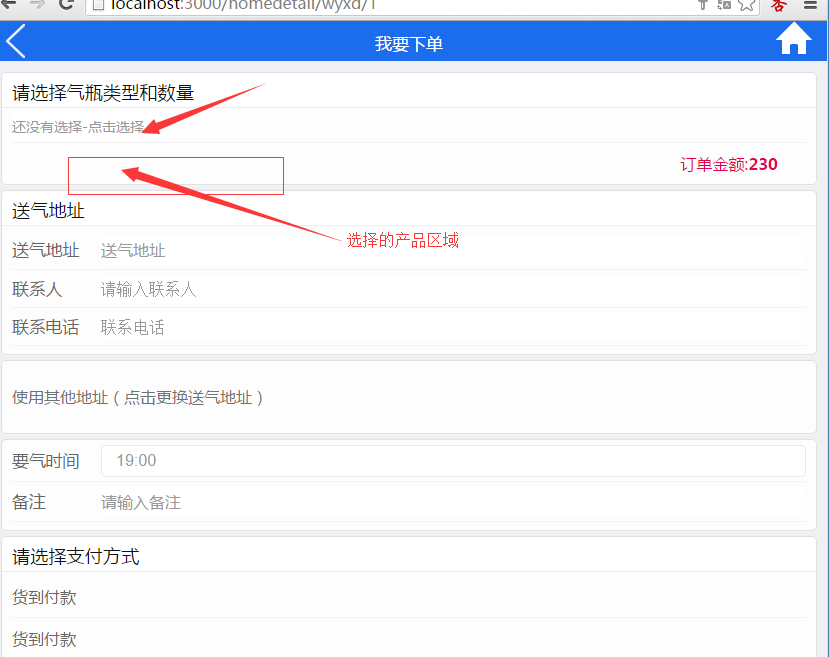 localhost:3000/homedetail/wyxd/1
我要下单
请选择气瓶类型和数量
还没有选择-点击选择
订单金额:230
送气地址
选择的产品区域
送气地址 送气地址
联系人 请输入联系人
联系电话 联系电话
使用其他地址（点击更换送气地址）
要气时间 19:00
备注 请输入备注
请选择支付方式
货到付款
货到付款